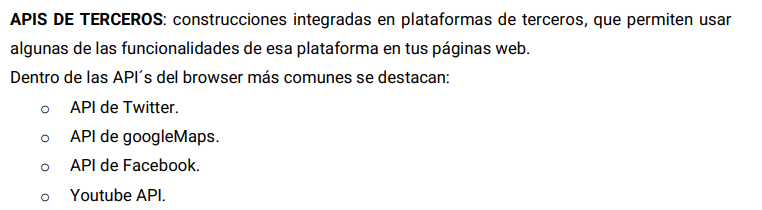 APIS DE TERCEROS: construcciones integradas en plataformas de terceros, que permiten usar
algunas de las funcionalidades de esa plataforma en tus páginas web.
Dentro de las API´s del browser más comunes se destacan:
o API de Twitter.
o API de googleMaps.
o API de Facebook.
o Youtube API.